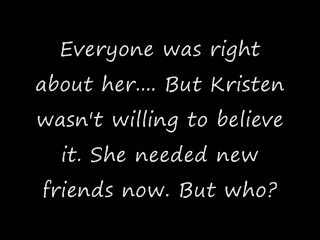 Everyone was right
about her.... But Kristen
wasn't willing to believe
it. She needed new
friends now. But who?